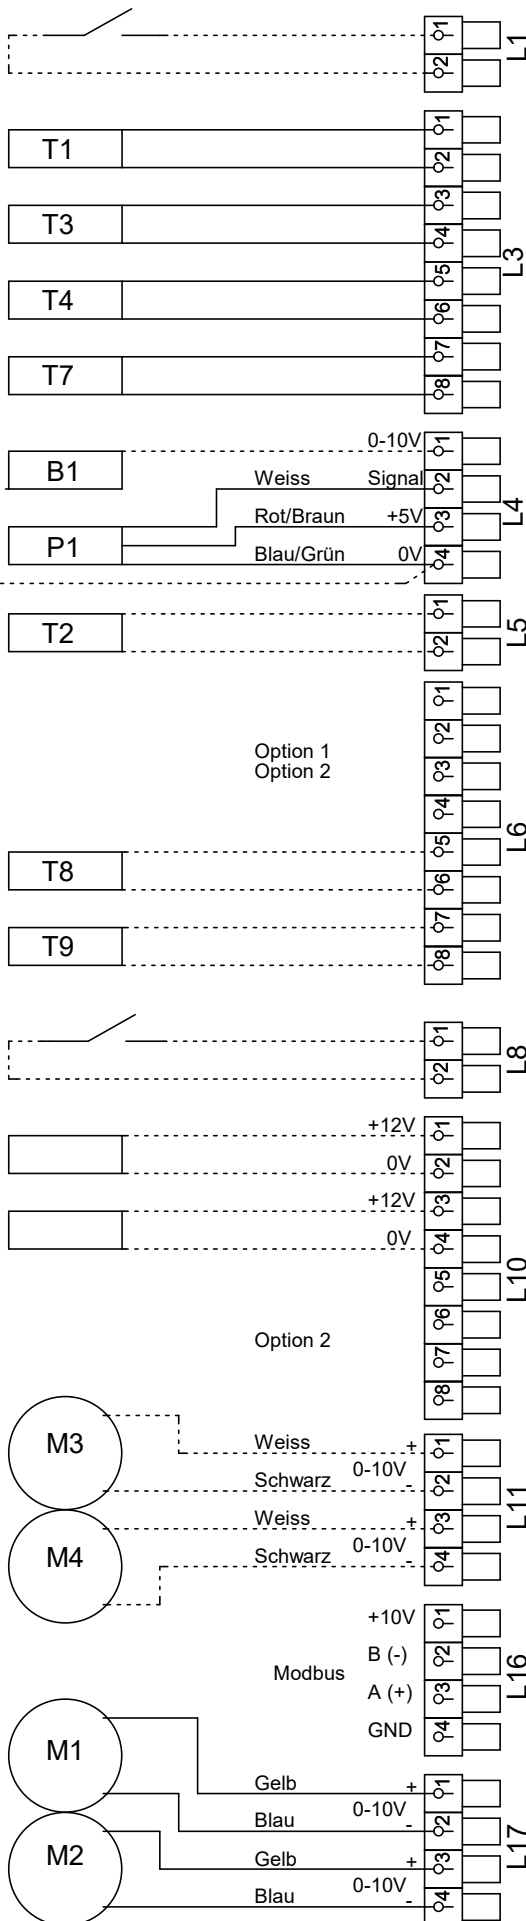 1
2
L1
T1
1
2
T3
3
4
T4
5
6
T7
7
8
L3
B1
0-10V 1
Weiss Signal 2
P1
Rot/Braun +5V 3
Blau/Grün 0V 4
L4
T2
1
2
L5
1
2
Option 1
Option 2
3
4
T8
5
6
T9
7
8
L6
1
2
L8
+12V 1
0V 2
+12V 3
0V 4
5
6
Option 2
7
8
L10
M3
Weiss + 1
0-10V
Schwarz - 2
M4
Weiss + 3
0-10V
Schwarz - 4
L11
+10V 1
B (-) 2
Modbus
A (+) 3
GND 4
L16
M1
Gelb + 1
0-10V
Blau - 2
M2
Gelb + 3
0-10V
Blau - 4
L17